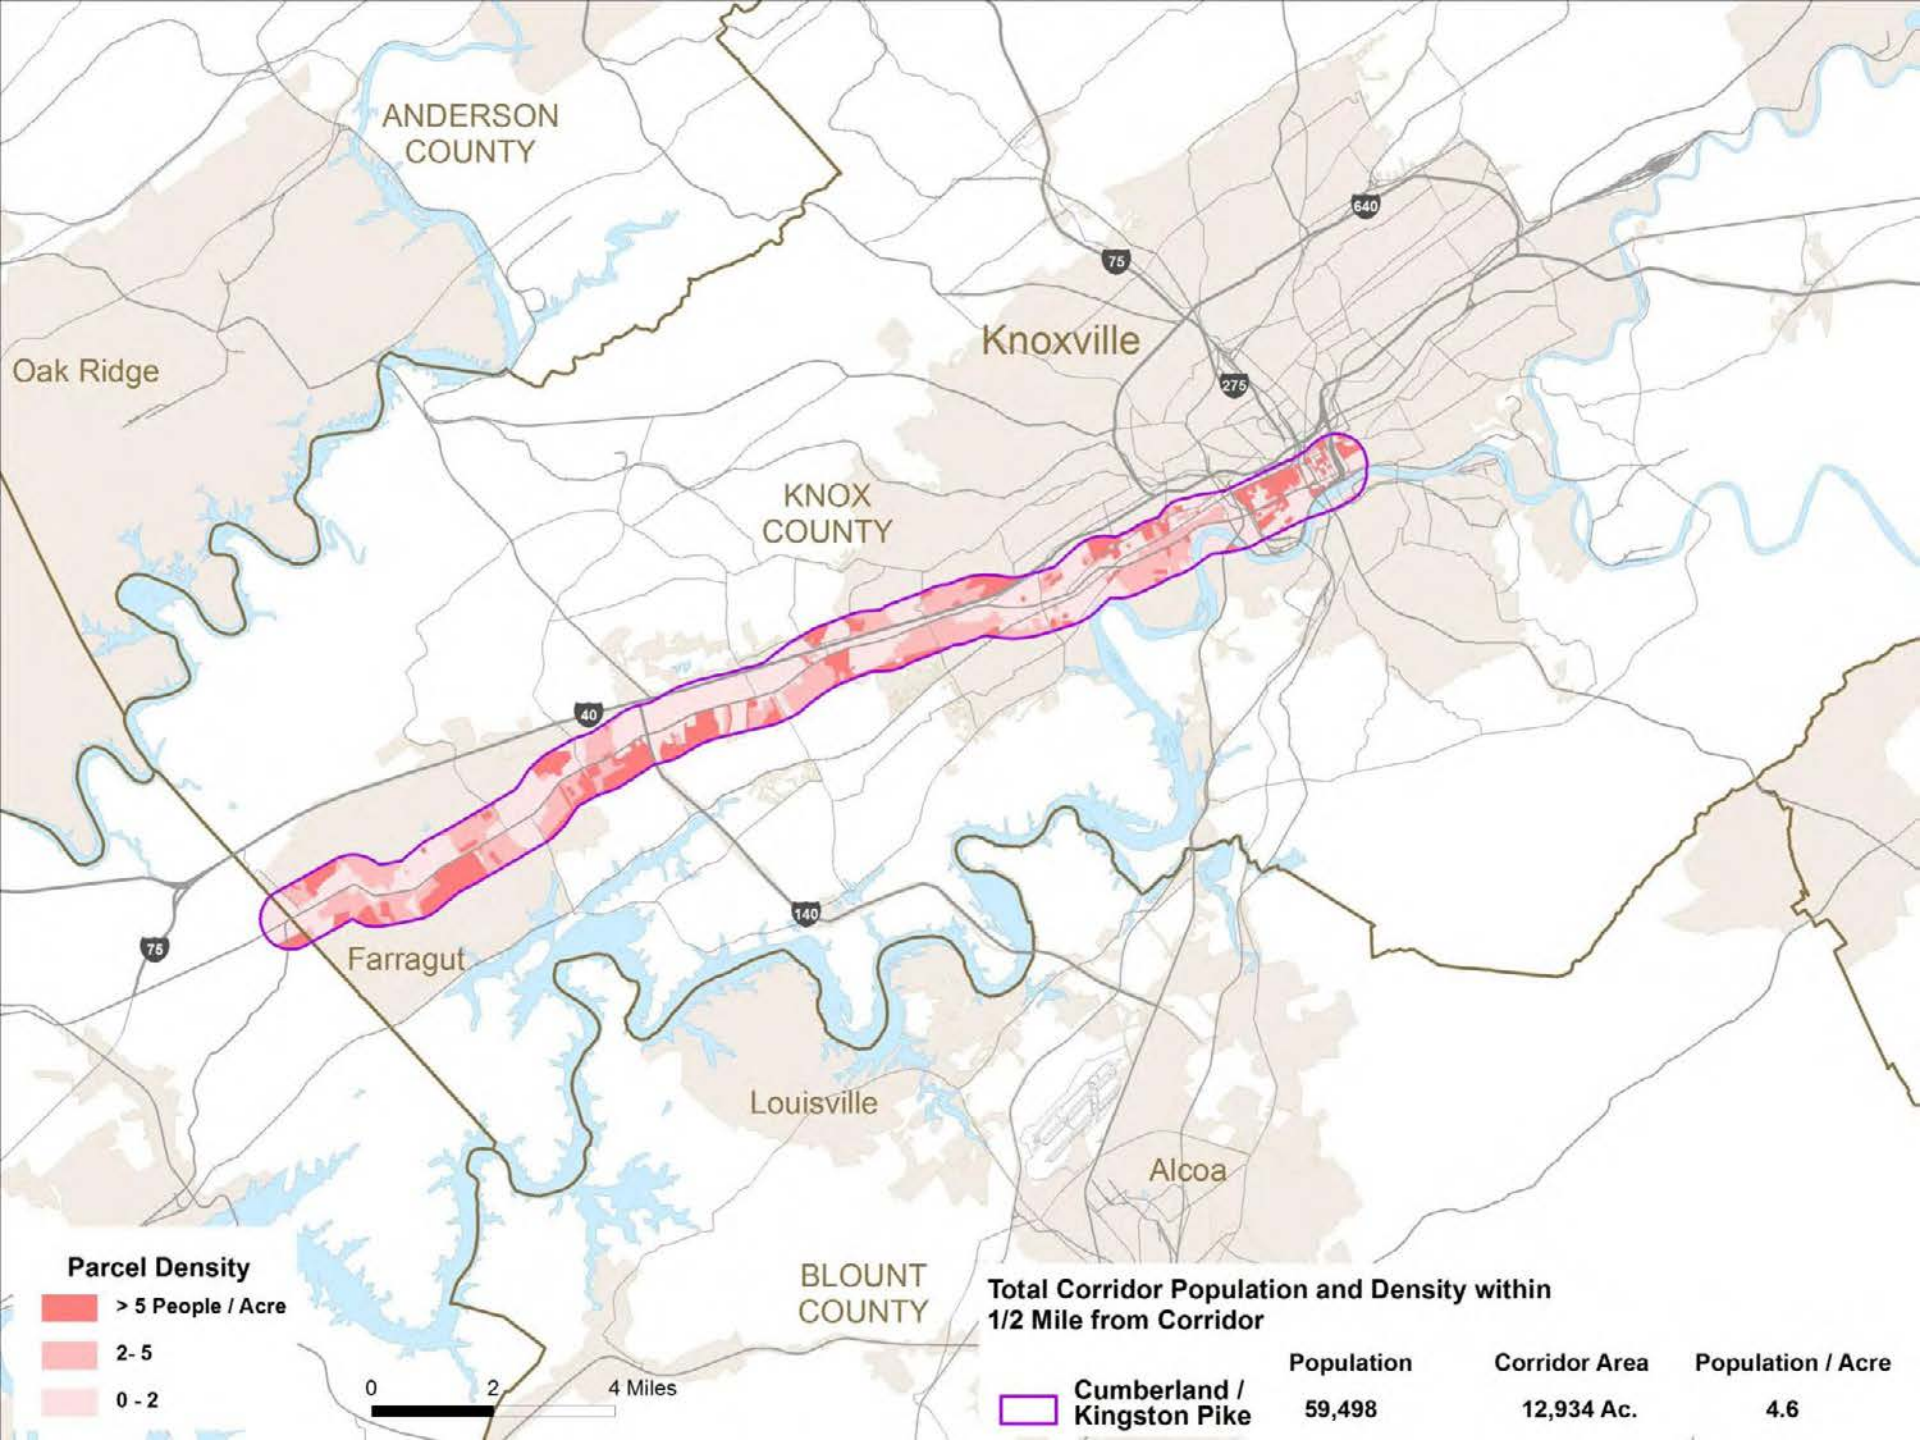 ANDERSON
COUNTY
640
75
Knoxville
Oak Ridge
275
KNOX
COUNTY
40
140
75
Farragut
Louisville
Alcoa
BLOUNT
COUNTY
Parcel Density
> 5 People / Acre
2- 5
0 - 2
0 2 4 Miles
Total Corridor Population and Density within
1/2 Mile from Corridor
Population Corridor Area Population / Acre
Cumberland /
Kingston Pike
59,498 12,934 Ac. 4.6